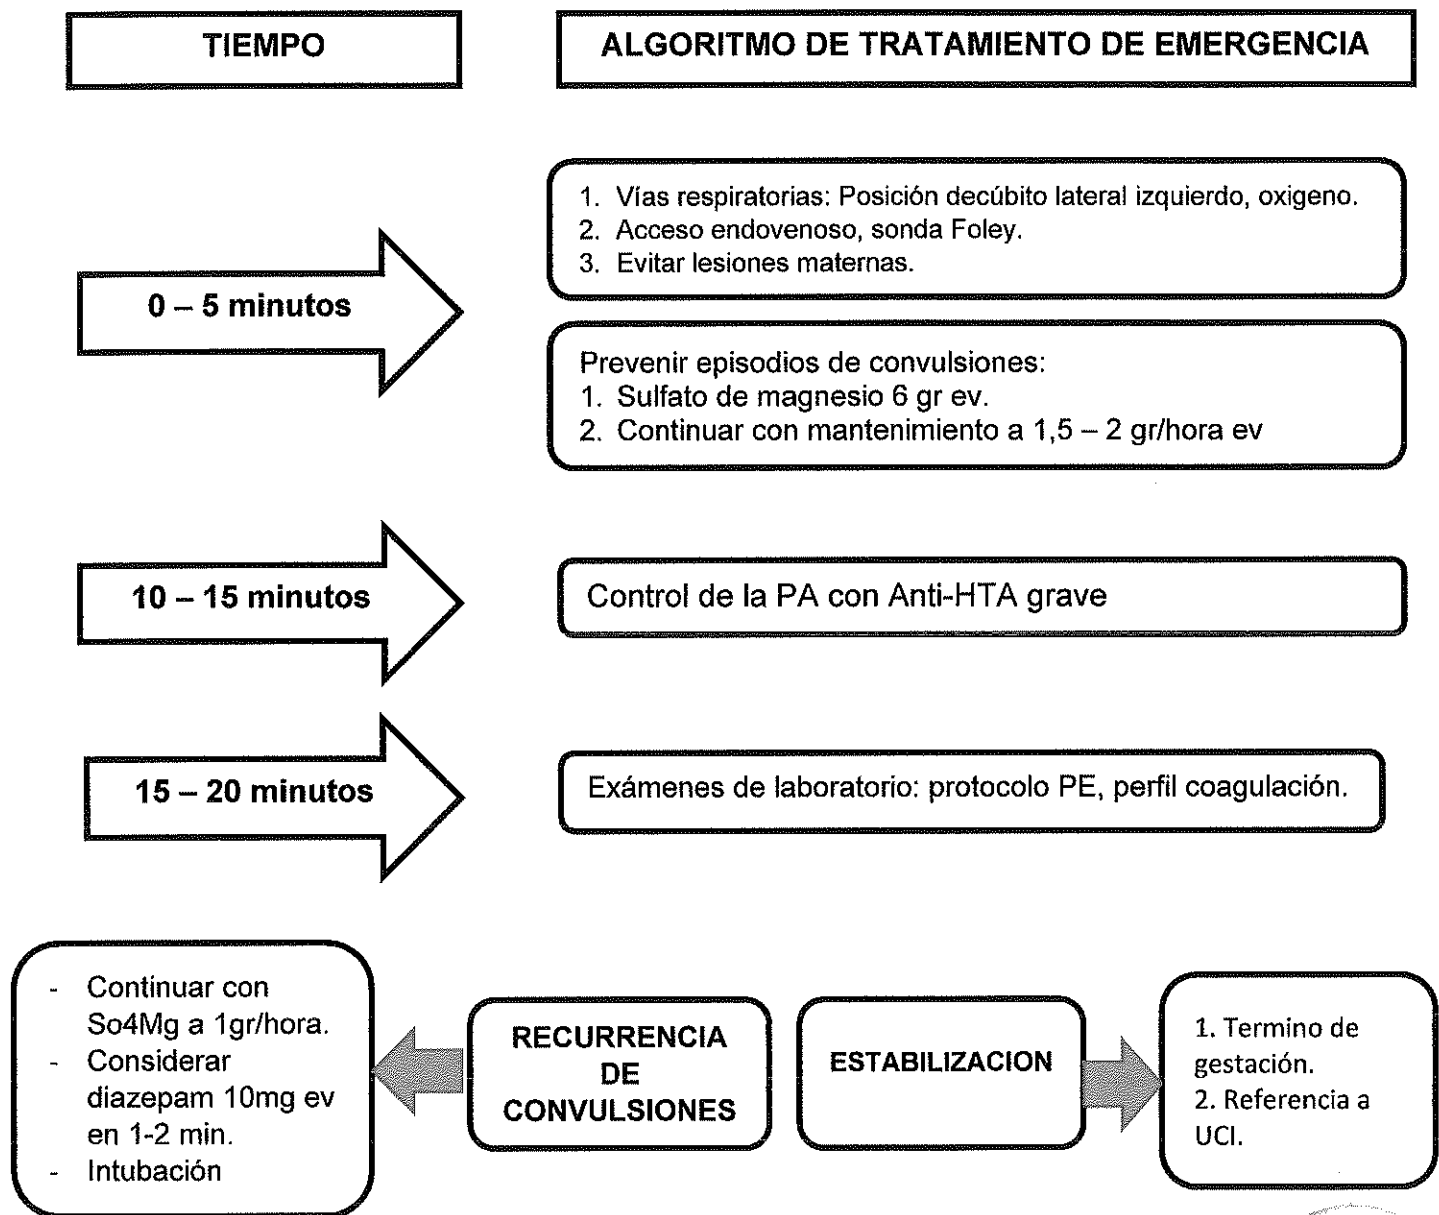 TIEMPO
ALGORITMO DE TRATAMIENTO DE EMERGENCIA
0 – 5 minutos
1. Vías respiratorias: Posición decúbito lateral izquierdo, oxigeno.
2. Acceso endovenoso, sonda Foley.
3. Evitar lesiones maternas.
Prevenir episodios de convulsiones:
1. Sulfato de magnesio 6 gr ev.
2. Continuar con mantenimiento a 1,5 – 2 gr/hora ev
10 – 15 minutos
Control de la PA con Anti-HTA grave
15 – 20 minutos
Exámenes de laboratorio: protocolo PE, perfil coagulación.
- Continuar con
So4Mg a 1gr/hora.
- Considerar
diazepam 10mg ev
en 1-2 min.
- Intubación
RECURRENCIA
DE
CONVULSIONES
ESTABILIZACION
1. Termino de
gestación.
2. Referencia a
UCI.